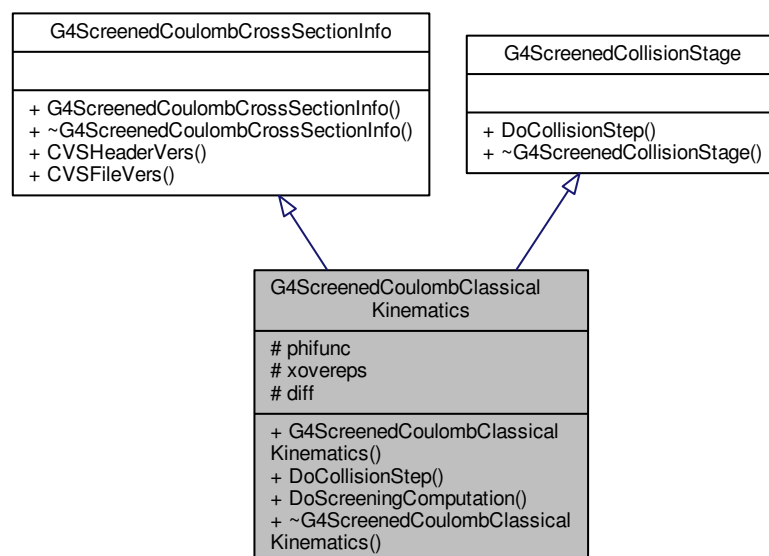 G4ScreenedCoulombCrossSectionInfo
+ G4ScreenedCoulombCrossSectionInfo()
+ ~G4ScreenedCoulombCrossSectionInfo()
+ CVSHeaderVers()
+ CVSFileVers()
G4ScreenedCollisionStage
+ DoCollisionStep()
+ ~G4ScreenedCollisionStage()
G4ScreenedCoulombClassical
Kinematics
# phifunc
# xovereps
# diff
+ G4ScreenedCoulombClassical
Kinematics()
+ DoCollisionStep()
+ DoScreeningComputation()
+ ~G4ScreenedCoulombClassical
Kinematics()